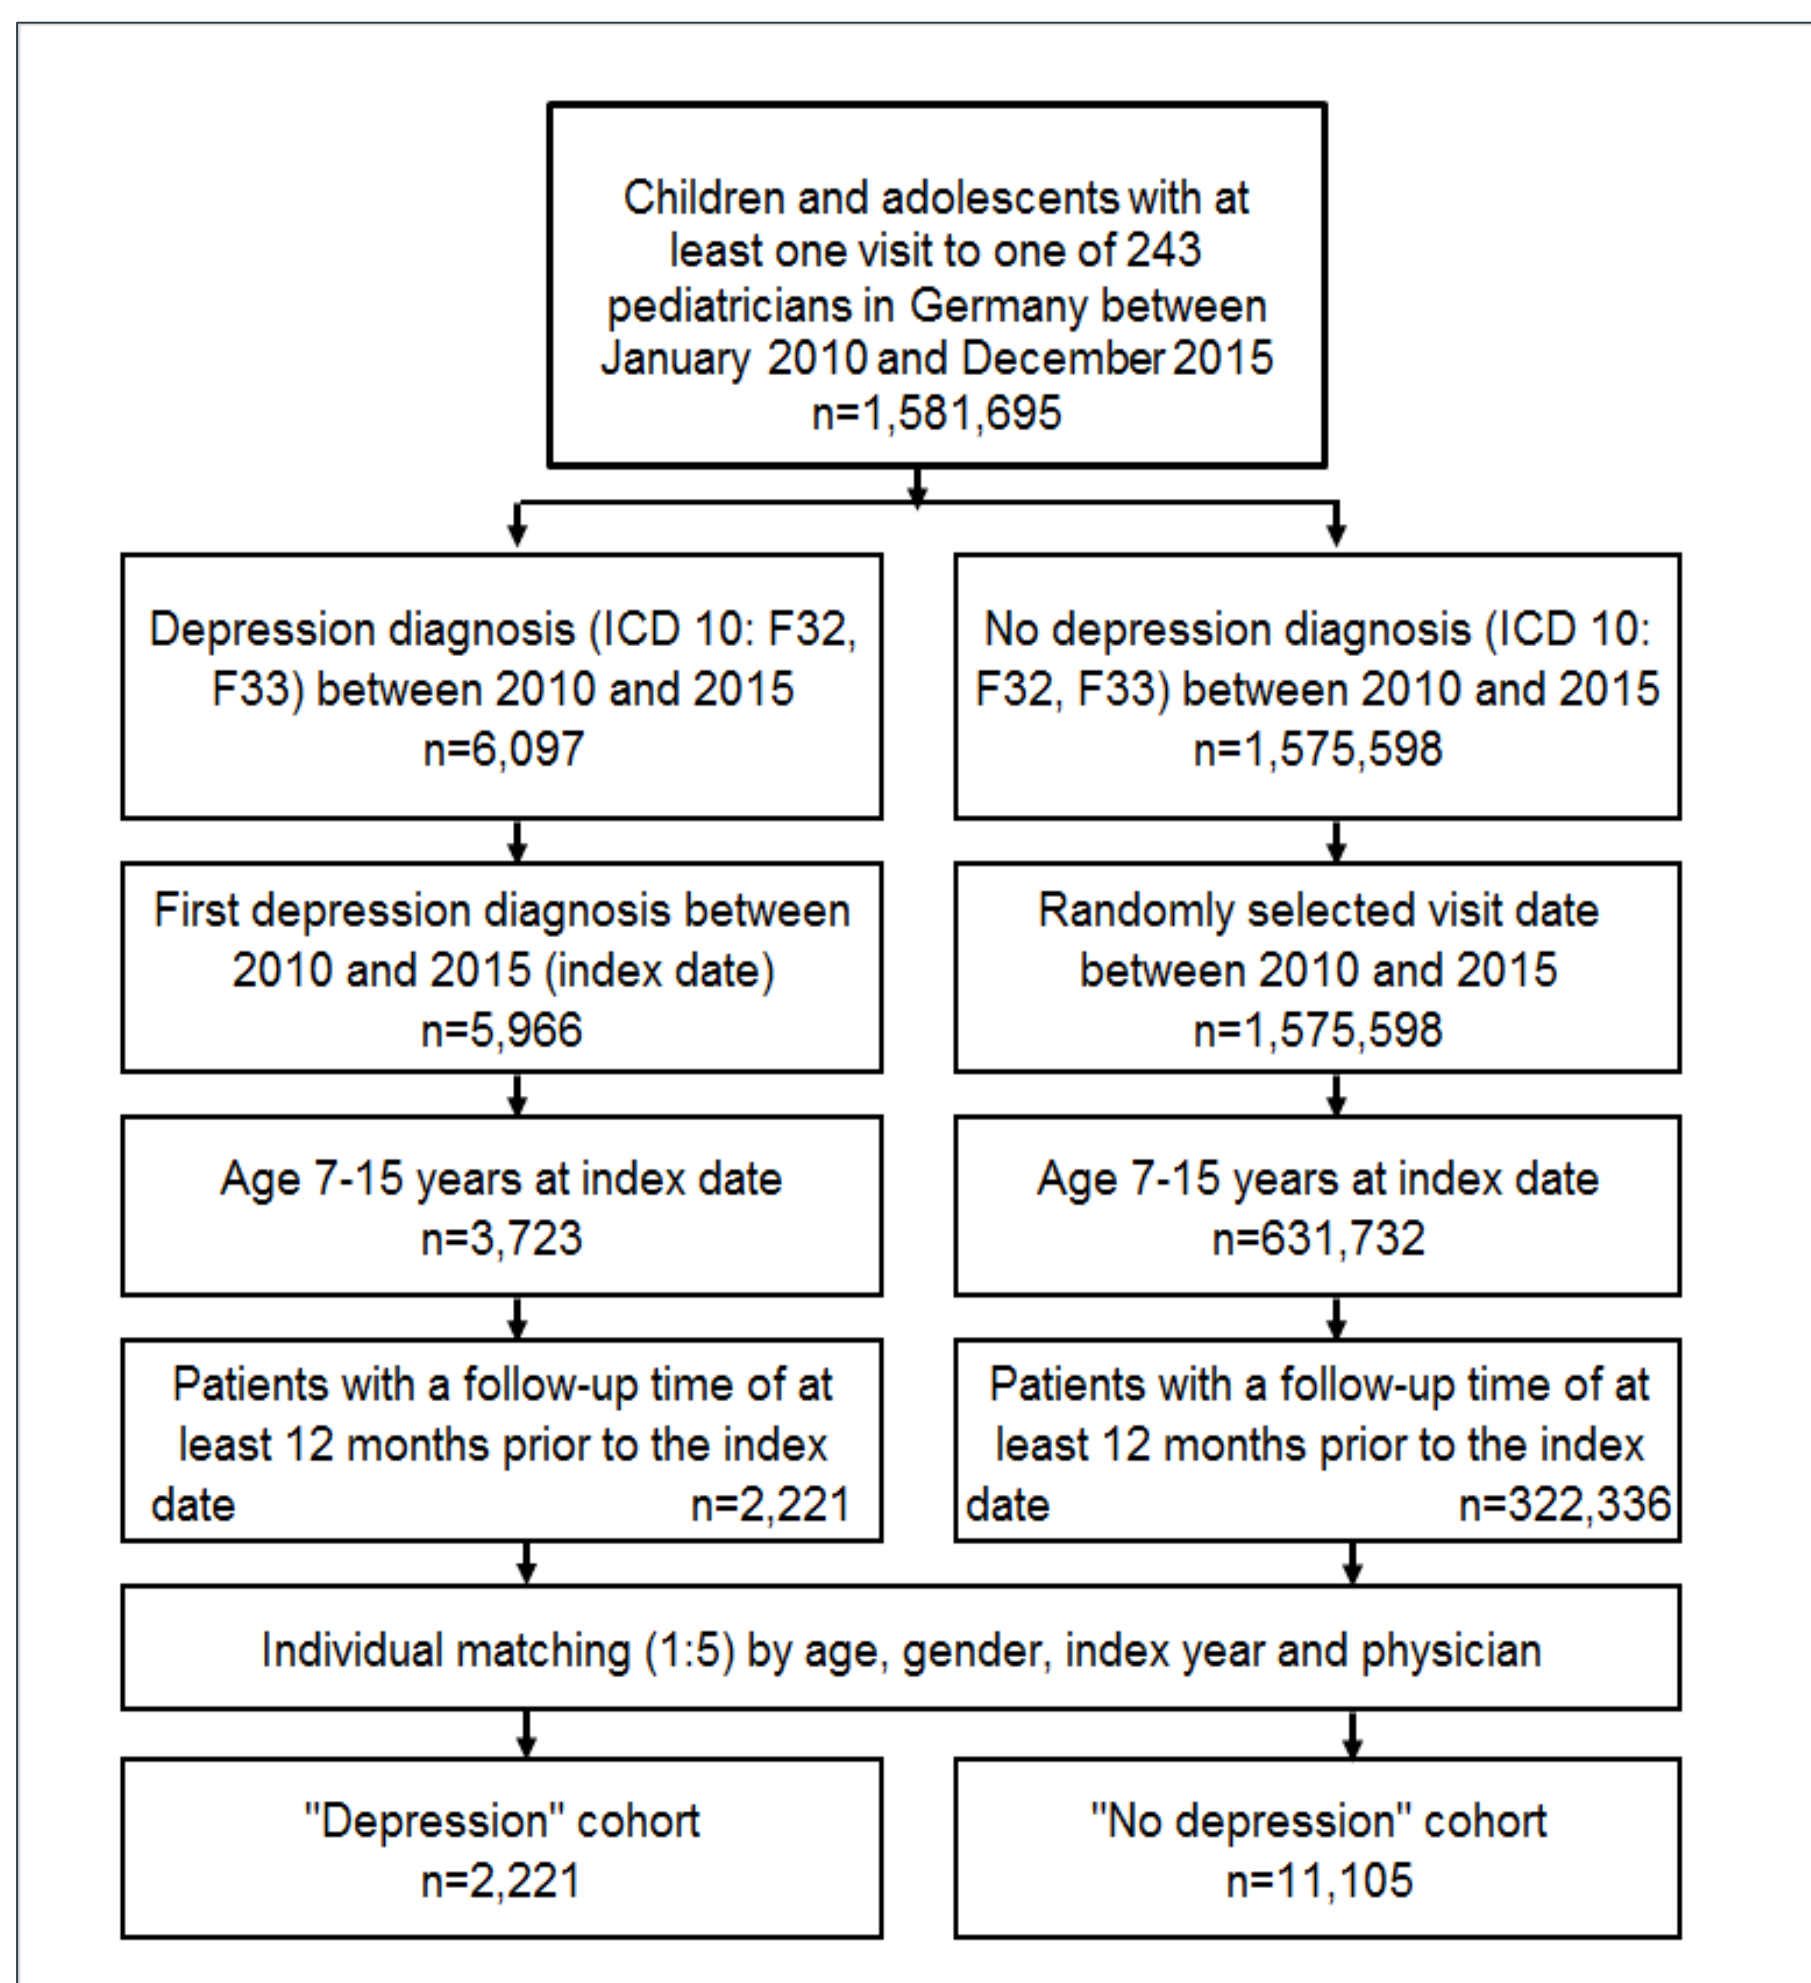 Children and adolescents with at
least one visit to one of 243
pediatricians in Germany between
January 2010 and December 2015
n=1,581,695
Depression diagnosis (ICD 10: F32,
F33) between 2010 and 2015
n=6,097
No depression diagnosis (ICD 10:
F32, F33) between 2010 and 2015
n=1,575,598
First depression diagnosis between
2010 and 2015 (index date)
n=5,966
Randomly selected visit date
between 2010 and 2015
n=1,575,598
Age 7-15 years at index date
n=3,723
Age 7-15 years at index date
n=631,732
Patients with a follow-up time of at
least 12 months prior to the index
date n=2,221
Patients with a follow-up time of at
least 12 months prior to the index
date n=322,336
Individual matching (1:5) by age, gender, index year and physician
"Depression" cohort
n=2,221
"No depression" cohort
n=11,105